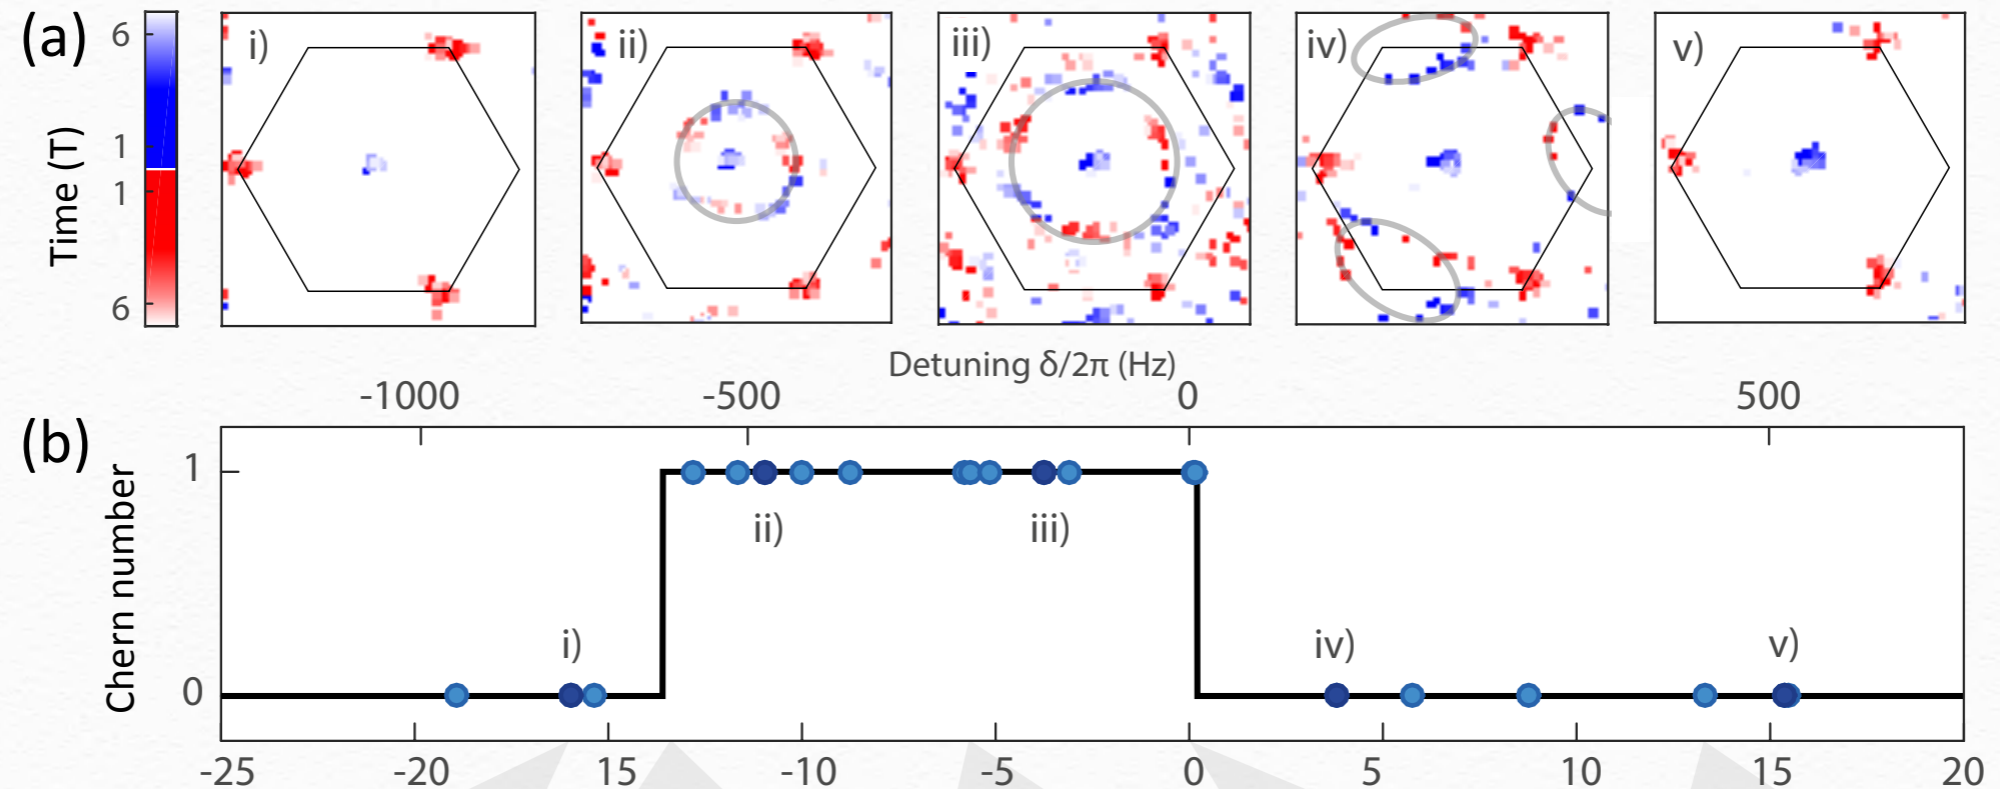 (a)
6
1
1
6
Time (T)
i)
ii)
iii)
iv)
v)
Detuning δ/2π (Hz)
-1000
-500
0
500
(b)
Chern number
1
0
i)
ii)
iii)
iv)
v)
-25
-20
15
-10
-5
0
5
10
15
20